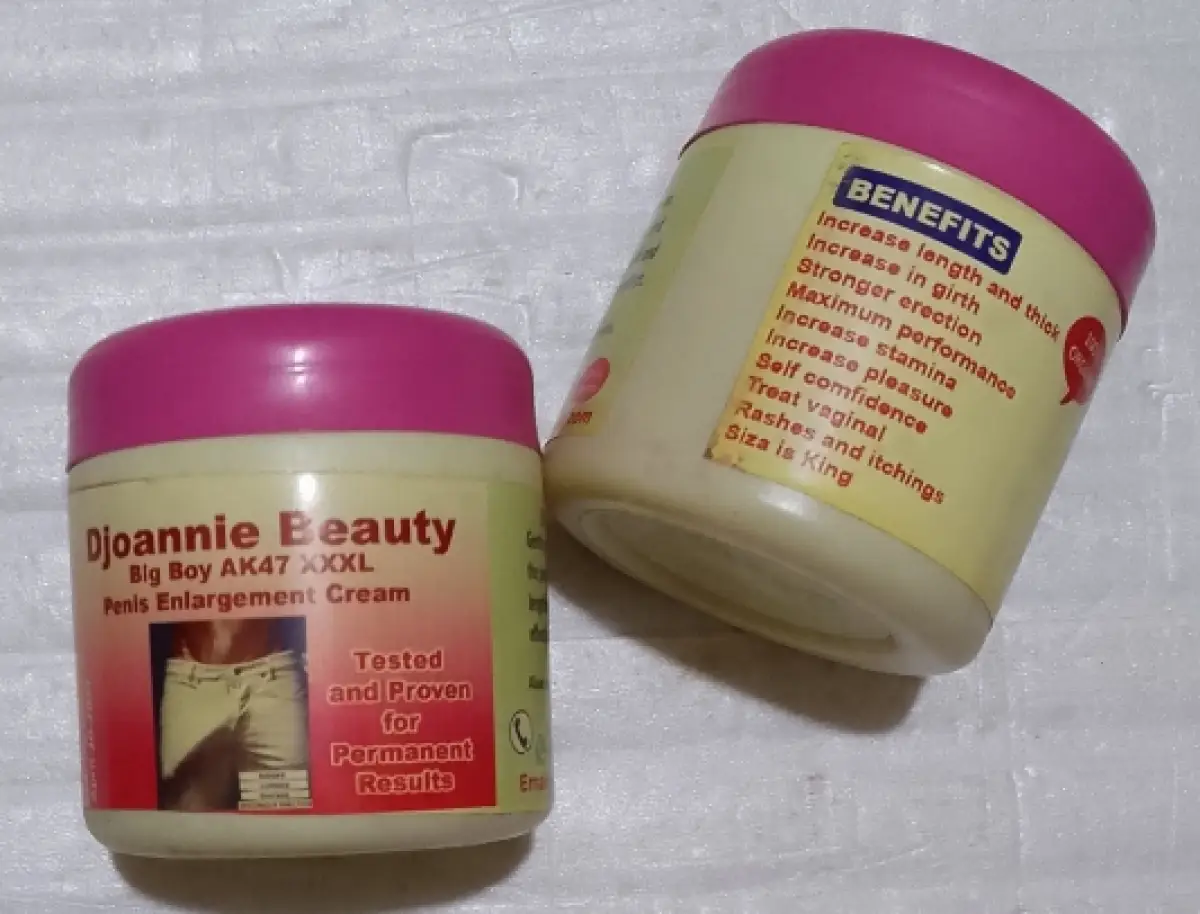 Djoannie Beauty
Big Boy AK47 XXXL
Penis Enlargement Cream
Tested
and Proven
for
Permanent
Results
BENEFITS
Increase length and thick
Increase in girth
Stronger erection
Maximum performance
Increase stamina
Increase pleasure
Self comfidence
Treat vaginal
Rashes and itchings
Siza is King